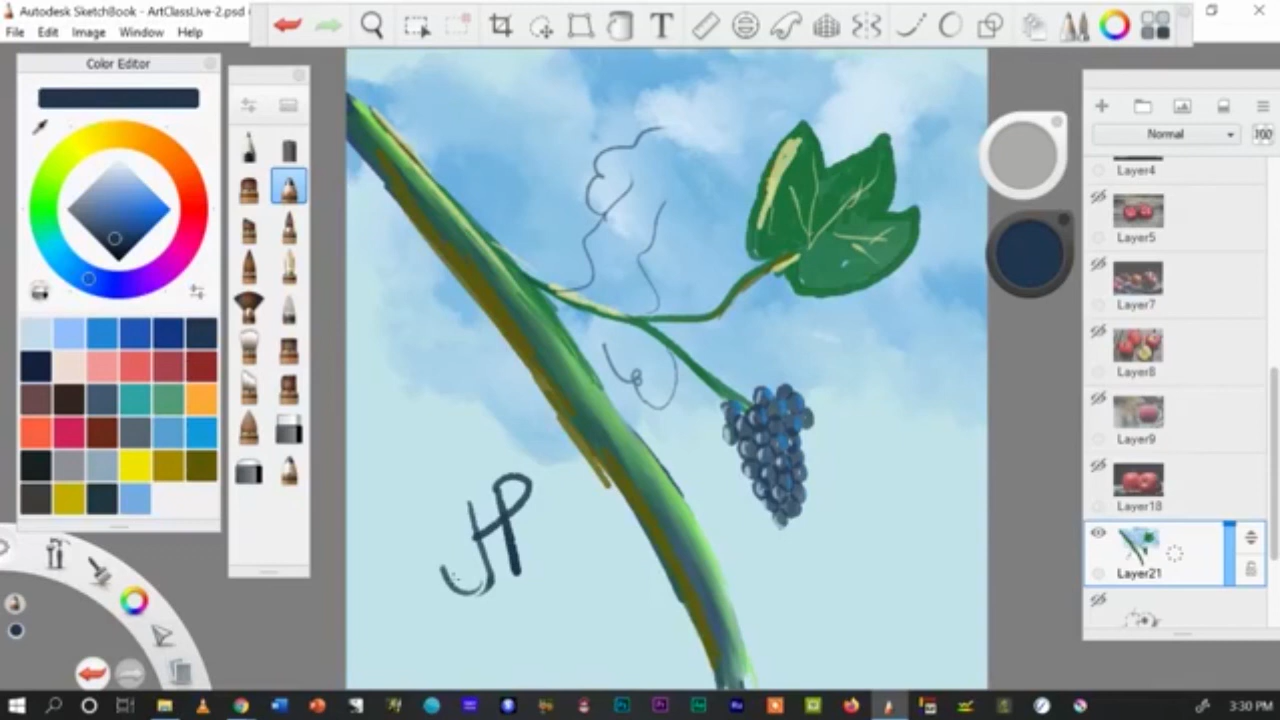 Autodesk SketchBook - ArtClassLive-2.psd
File Edit Image Window Help
Color Editor
T
Normal
100
Layer4
Layer5
Layer7
Layer8
Layer9
Layer18
Layer21
JP
3:30 PM